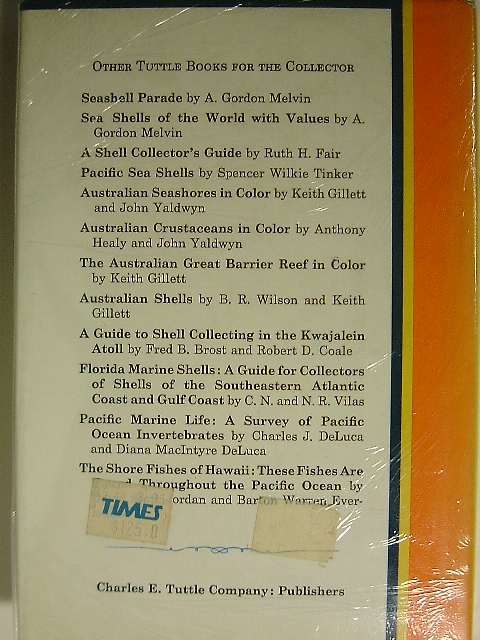 OTHER TUTTLE BOOKS FOR THE COLLECTOR
Seashell Parade by A. Gordon Melvin
Sea Shells of the World with Values by A.
Gordon Melvin
A Shell Collector's Guide by Ruth H. Fair
Pacific Sea Shells by Spencer Wilkie Tinker
Australian Seashores in Color by Keith Gillett
and John Yaldwyn
Australian Crustaceans in Color by Anthony
Healy and John Yaldwyn
The Australian Great Barrier Reef in Color
by Keith Gillett
Australian Shells by B. R. Wilson and Keith
Gillett
A Guide to Shell Collecting in the Kwajalein
Atoll by Fred B. Brost and Robert D. Coale
Florida Marine Shells: A Guide for Collectors
of Shells of the Southeastern Atlantic
Coast and Gulf Coast by C. N. and N. R. Vilas
Pacific Marine Life: A Survey of Pacific
Ocean Invertebrates by Charles J. DeLuca
and Diana MacIntyre DeLuca
The Shore Fishes of Hawaii: These Fishes Are
Throughout the Pacific Ocean by
ordan and Barton Warren Ever-
TIMES
Charles E. Tuttle Company: Publishers